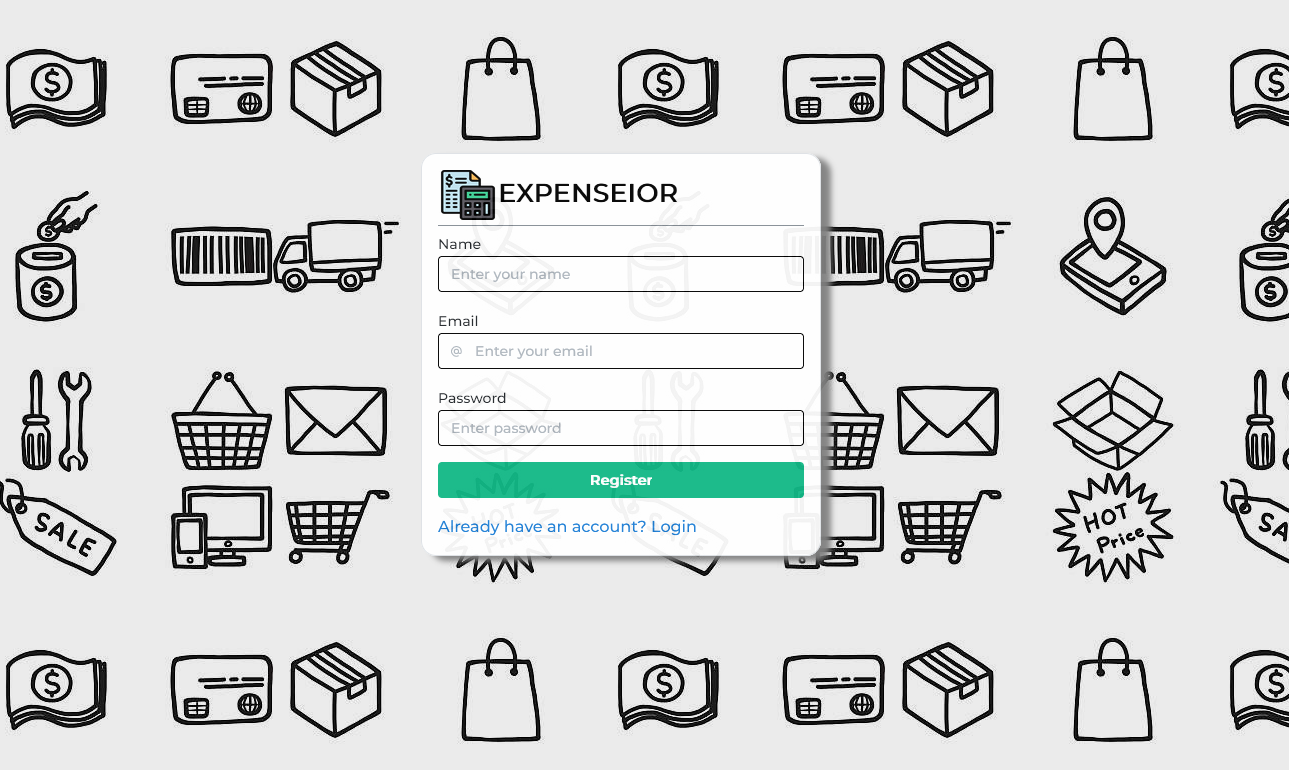 EXPENSEIOR
Name
Enter your name
Email
@ Enter your email
Password
Enter password
Register
Already have an account? Login
$
$
$
$
$
$
SALE
HOT
Price
SA
HOT
Price
SALE
$
$
$